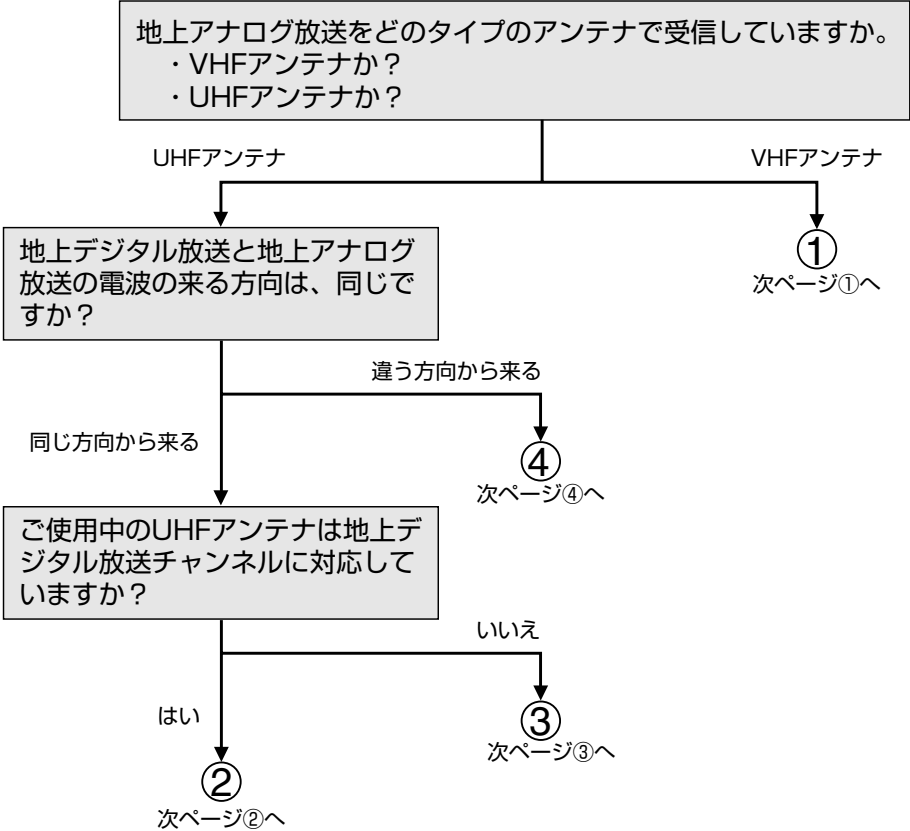 地上アナログ放送をどのタイプのアンテナで受信していますか。
・VHFアンテナか？
・UHFアンテナか？
UHFアンテナ
VHFアンテナ
①
次ページ①へ
地上デジタル放送と地上アナログ
放送の電波の来る方向は、同じで
すか？
違う方向から来る
同じ方向から来る
④
次ページ④へ
ご使用中のUHFアンテナは地上デ
ジタル放送チャンネルに対応して
いますか？
いいえ
はい
③
次ページ③へ
②
次ページ②へ